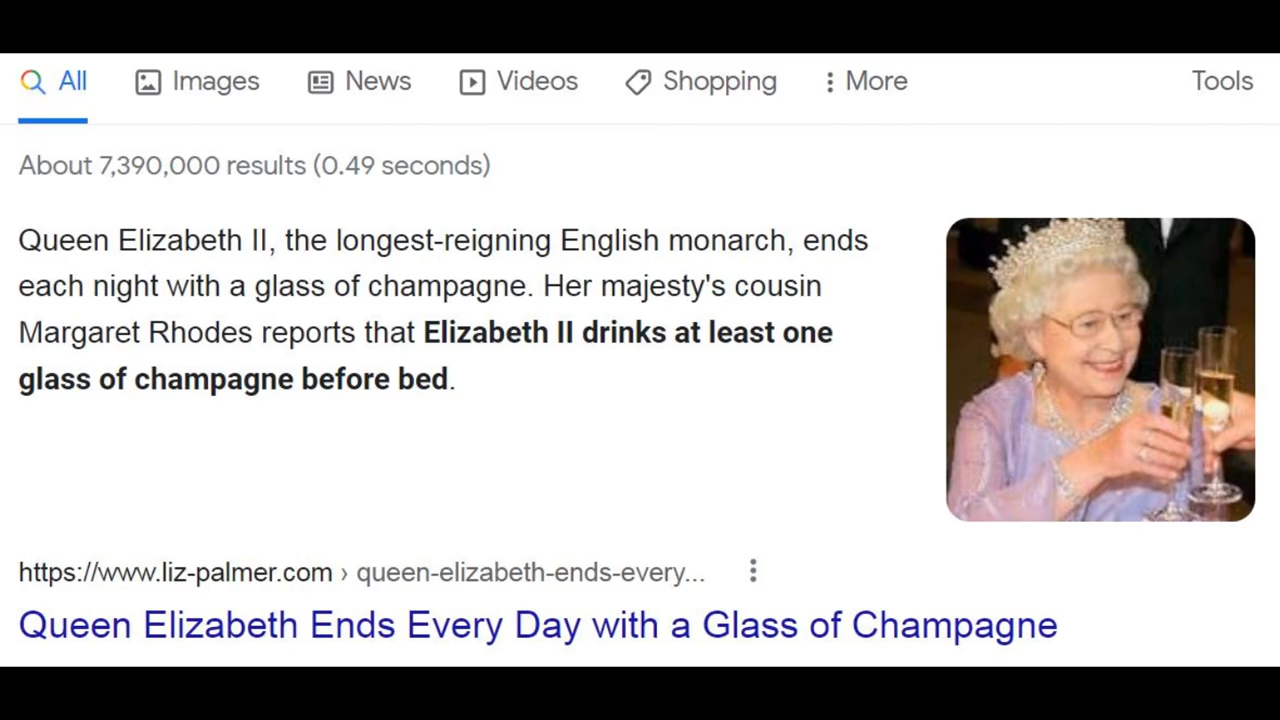 All Images News Videos Shopping More Tools
About 7,390,000 results (0.49 seconds)
Queen Elizabeth II, the longest-reigning English monarch, ends
each night with a glass of champagne. Her majesty's cousin
Margaret Rhodes reports that Elizabeth II drinks at least one
glass of champagne before bed.
https://www.liz-palmer.com › queen-elizabeth-ends-every...
Queen Elizabeth Ends Every Day with a Glass of Champagne